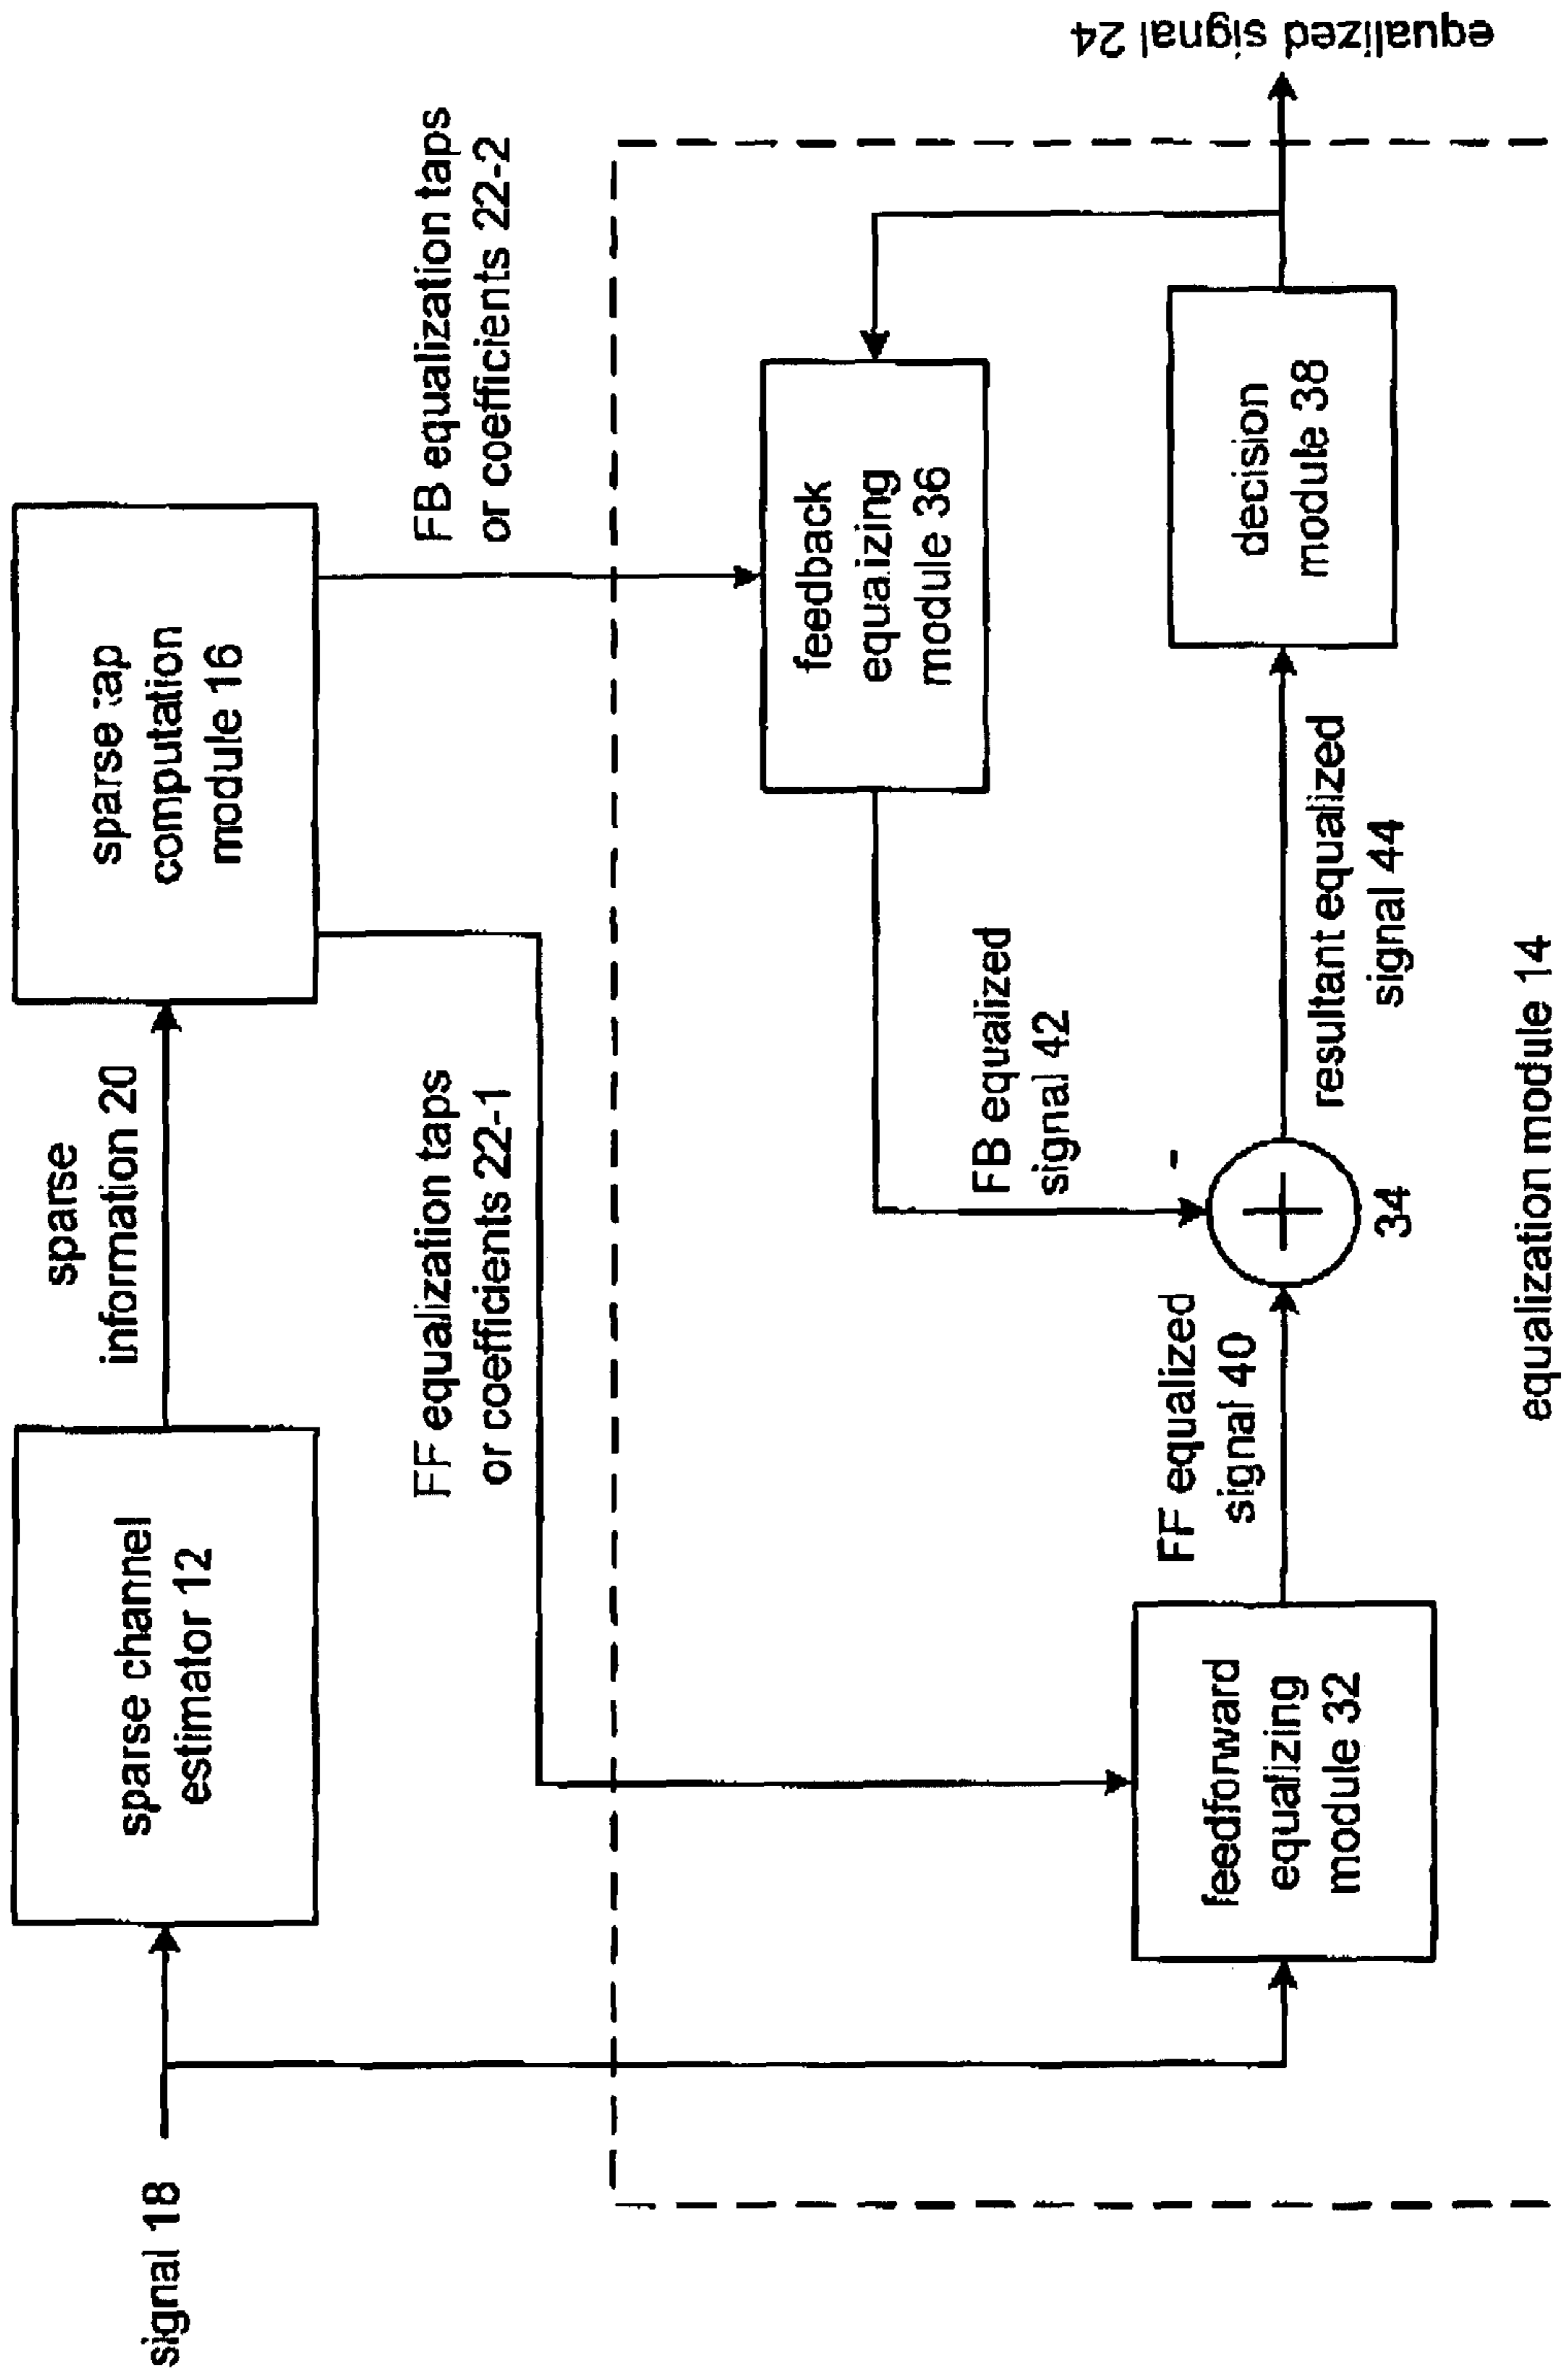 signal 18
sparse channel
estimator 12
sparse
information 20
sparse tap
computation
module 16
FF equalization taps
or coefficients 22-1
FB equalization taps
or coefficients 22-2
feedforward
equalizing
module 32
FF equalized
signal 40
FB equalized
signal 42
-
34
resultant equalized
signal 44
feedback
equalizing
module 36
decision
module 38
equalized signal 24
equalization module 14